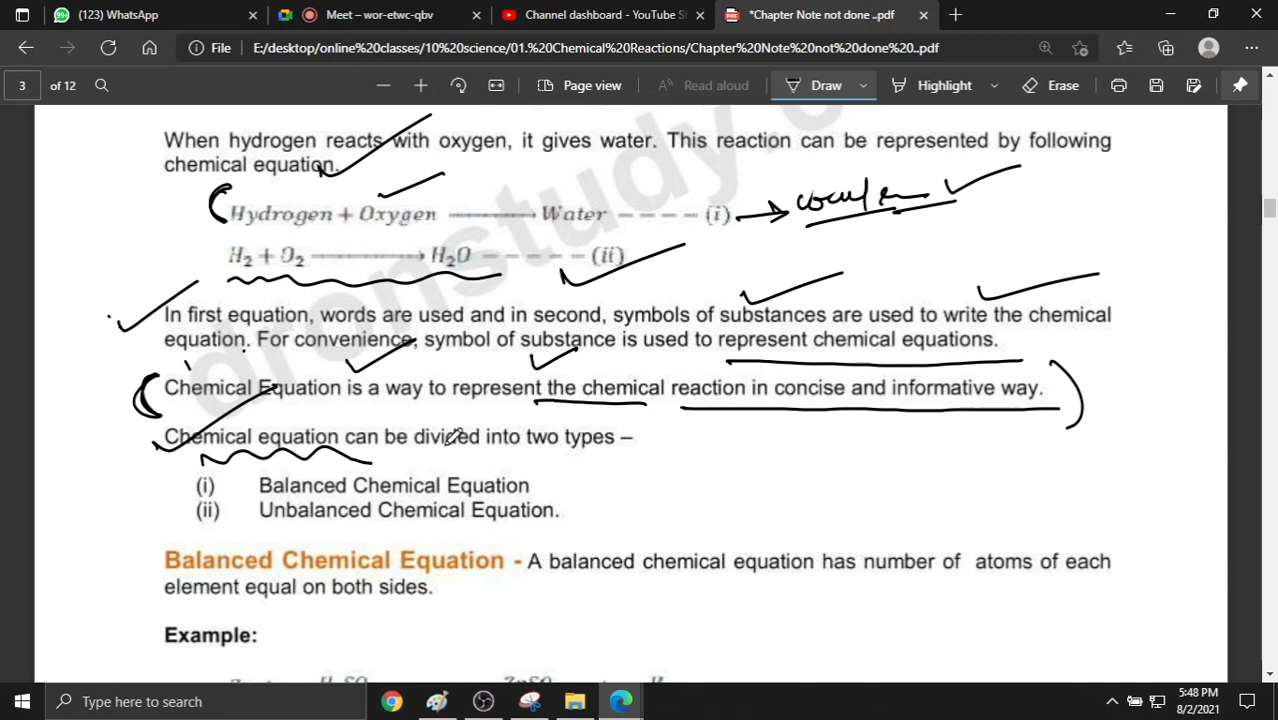 (123) WhatsApp
Meet – wor-etwc-qbv
Channel dashboard - YouTube S
*Chapter Note not done ..pdf
File
E:/desktop/online%20classes/10%20science/01.%20Chemical%20Reactions/Chapter%20Note%20not%20done%20..pdf
3 of 12
Page view
Read aloud
Draw
Highlight
Erase
dronstudy.c
When hydrogen reacts with oxygen, it gives water. This reaction can be represented by following
chemical equation.
Hydrogen + Oxygen → Water - - - - (i)
H₂ + O₂ → H₂O - - - - - (ii)
In first equation, words are used and in second, symbols of substances are used to write the chemical
equation. For convenience, symbol of substance is used to represent chemical equations.
Chemical Equation is a way to represent the chemical reaction in concise and informative way.
Chemical equation can be divided into two types –
(i) Balanced Chemical Equation
(ii) Unbalanced Chemical Equation.
Balanced Chemical Equation - A balanced chemical equation has number of atoms of each
element equal on both sides.
Example:
Type here to search
5:48 PM
8/2/2021